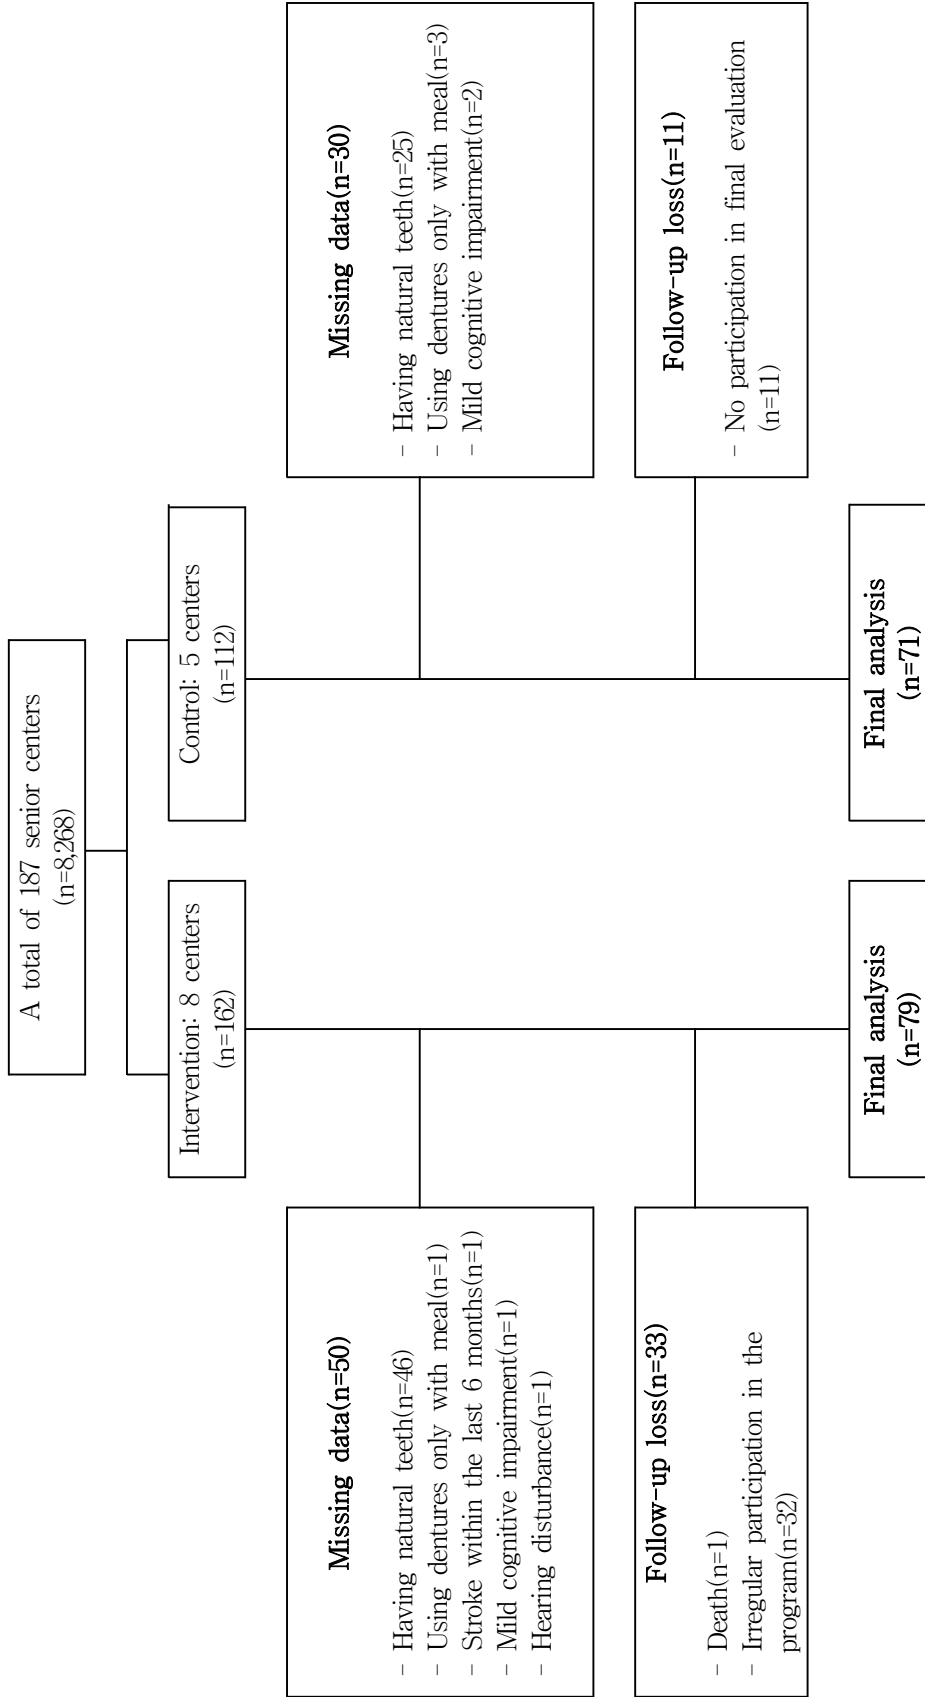 A total of 187 senior centers
(n=8,268)
Intervention: 8 centers
(n=162)
Control: 5 centers
(n=112)
Missing data(n=50)
- Having natural teeth(n=46)
- Using dentures only with meal(n=1)
- Stroke within the last 6 months(n=1)
- Mild cognitive impairment(n=1)
- Hearing disturbance(n=1)
Missing data(n=30)
- Having natural teeth(n=25)
- Using dentures only with meal(n=3)
- Mild cognitive impairment(n=2)
Follow-up loss(n=33)
- Death(n=1)
- Irregular participation in the
program(n=32)
Follow-up loss(n=11)
- No participation in final evaluation
(n=11)
Final analysis
(n=79)
Final analysis
(n=71)